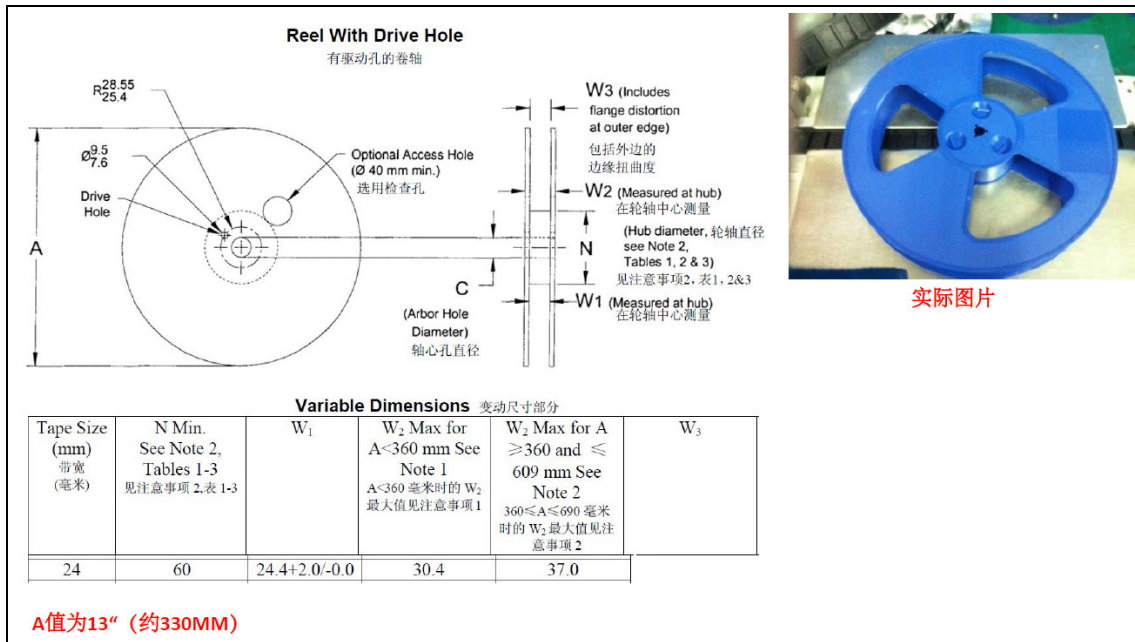 Reel With Drive Hole
有驱动孔的卷轴
R28.55
25.4
Ø9.5
7.6
Drive
Hole
A
Optional Access Hole
(Ø 40 mm min.)
选用检查孔
W3 (Includes
flange distortion
at outer edge)
包括外边的
边缘扭曲度
W2 (Measured at hub)
在轮轴中心测量
N
(Hub diameter, 轮轴直径
see Note 2,
Tables 1, 2 & 3)
见注意事项2, 表1, 2&3
C
(Arbor Hole
Diameter)
轴心孔直径
W1 (Measured at hub)
在轮轴中心测量
实际图片
Variable Dimensions 变动尺寸部分
Tape Size
(mm)
带宽
(毫米)
N Min.
See Note 2,
Tables 1-3
见注意事项 2,表 1-3
W1
W2 Max for
A<360 mm See
Note 1
A<360 毫米时的 W2
最大值见注意事项 1
W2 Max for A
≥360 and ≤
609 mm See
Note 2
360≤A≤690 毫米
时的 W2 最大值见注
意事项 2
W3
24 60 24.4+2.0/-0.0 30.4 37.0
A值为13“（约330MM）